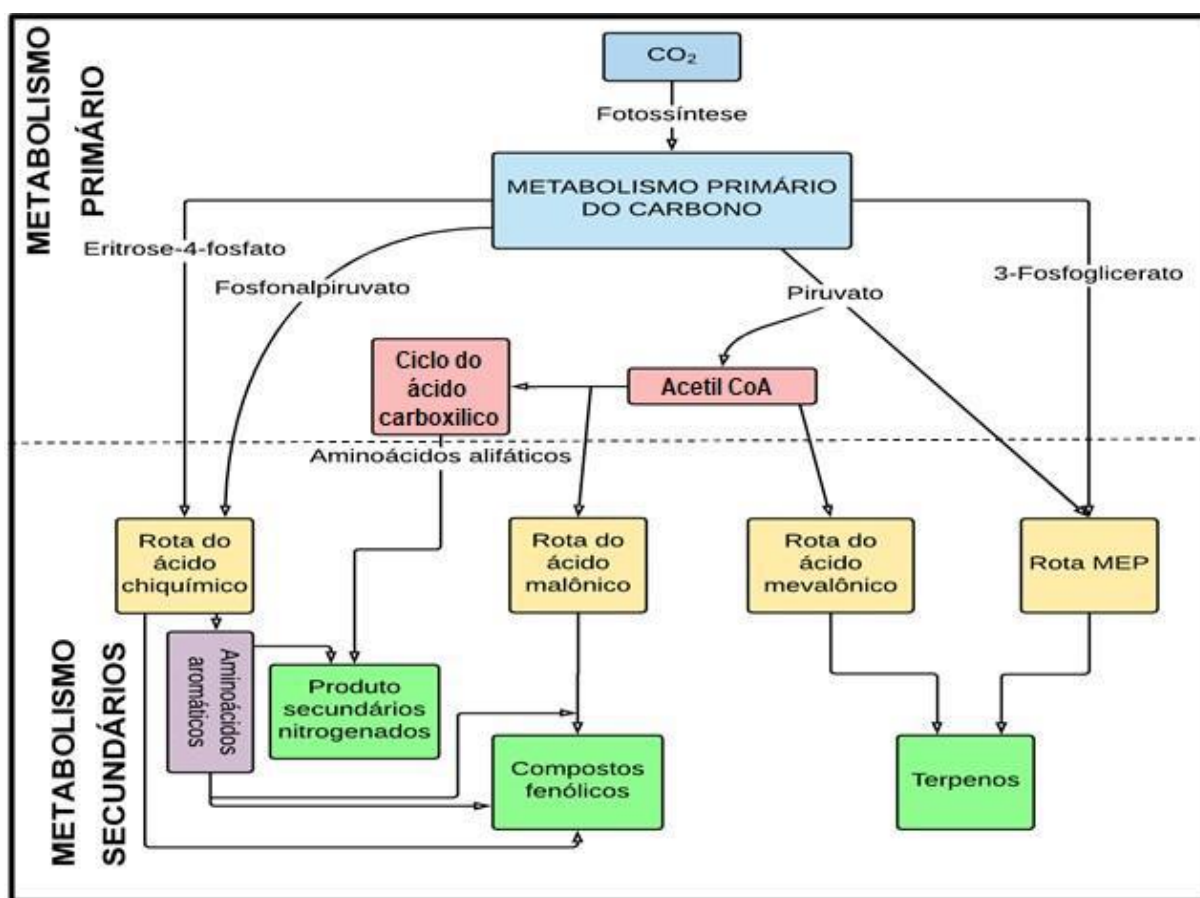 METABOLISMO
PRIMÁRIO
CO₂
Fotossíntese
METABOLISMO PRIMÁRIO
DO CARBONO
Eritrose-4-fosfato
Fosfonalpiruvato
Piruvato
3-Fosfoglicerato
Ciclo do
ácido
carboxilico
Acetil CoA
Aminoácidos alifáticos
METABOLISMO
SECUNDÁRIOS
Rota do
ácido
chiquímico
Rota do
ácido
malônico
Rota do
ácido
mevalônico
Rota MEP
Aminoácidos
aromáticos
Produto
secundários
nitrogenados
Compostos
fenólicos
Terpenos